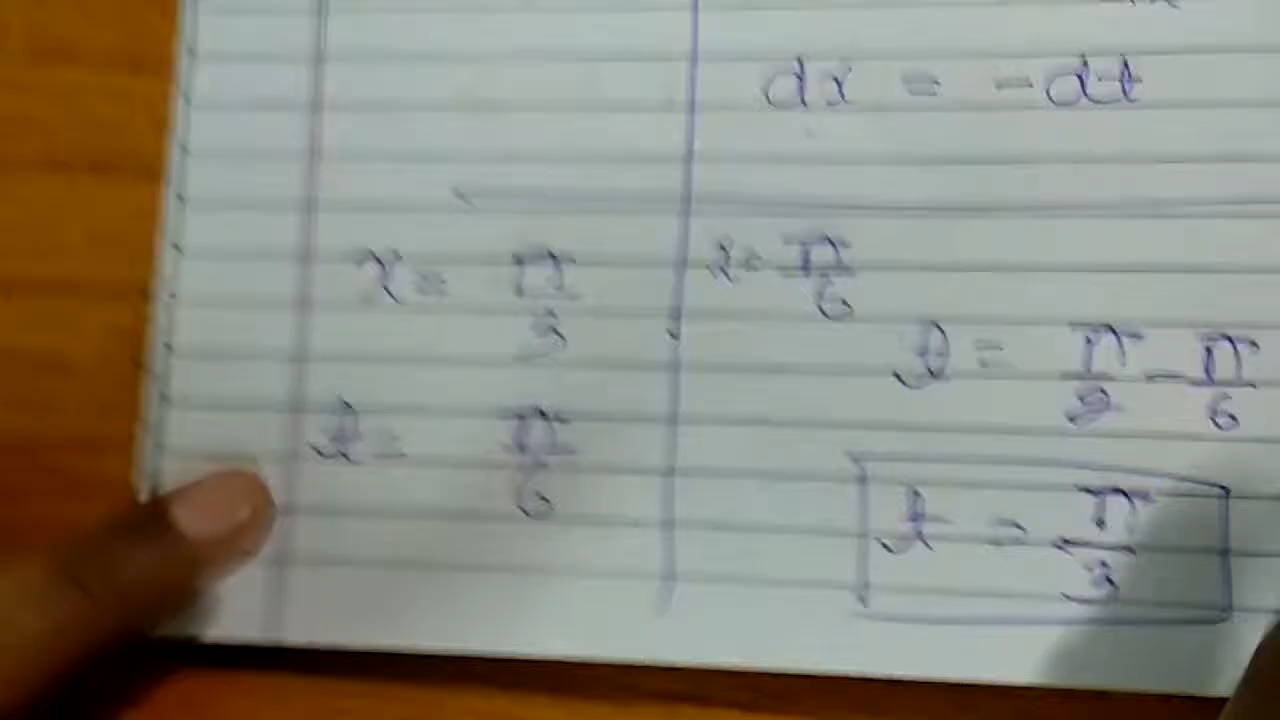 dx = -dt
x = π/3
t = π/6
x = π/6
t = π/2 - π/6
t = π/3